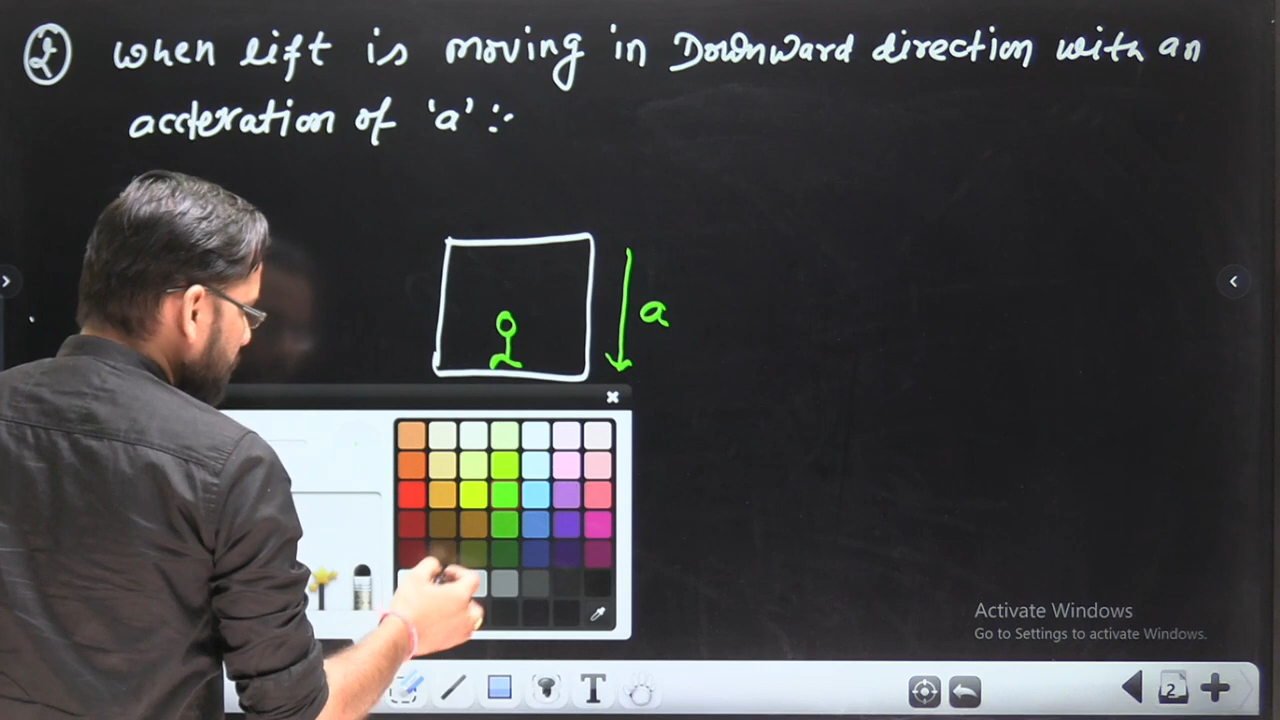 ② when lift is moving in Downward direction with an
accleration of 'a' :-
a
Activate Windows
Go to Settings to activate Windows.
T
2